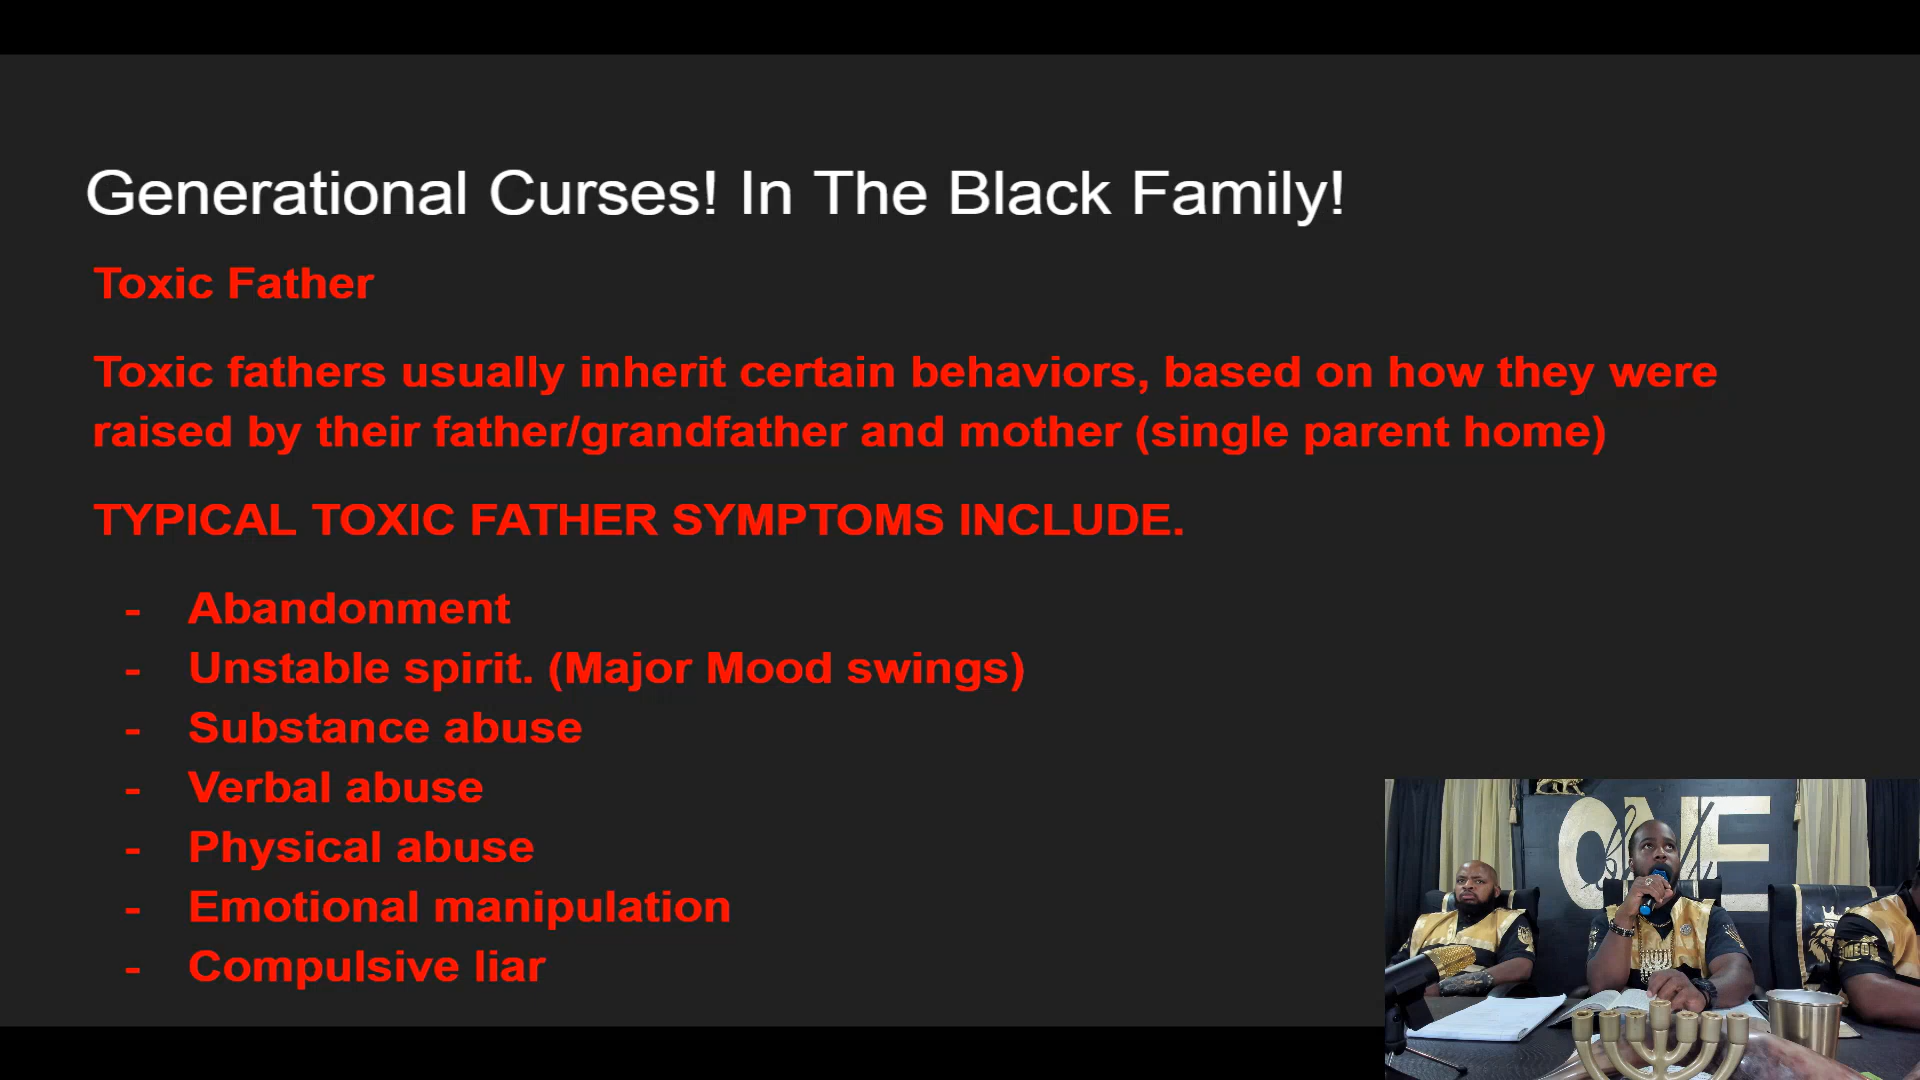 Generational Curses! In The Black Family!
Toxic Father
Toxic fathers usually inherit certain behaviors, based on how they were
raised by their father/grandfather and mother (single parent home)
TYPICAL TOXIC FATHER SYMPTOMS INCLUDE.
- Abandonment
- Unstable spirit. (Major Mood swings)
- Substance abuse
- Verbal abuse
- Physical abuse
- Emotional manipulation
- Compulsive liar
ONE